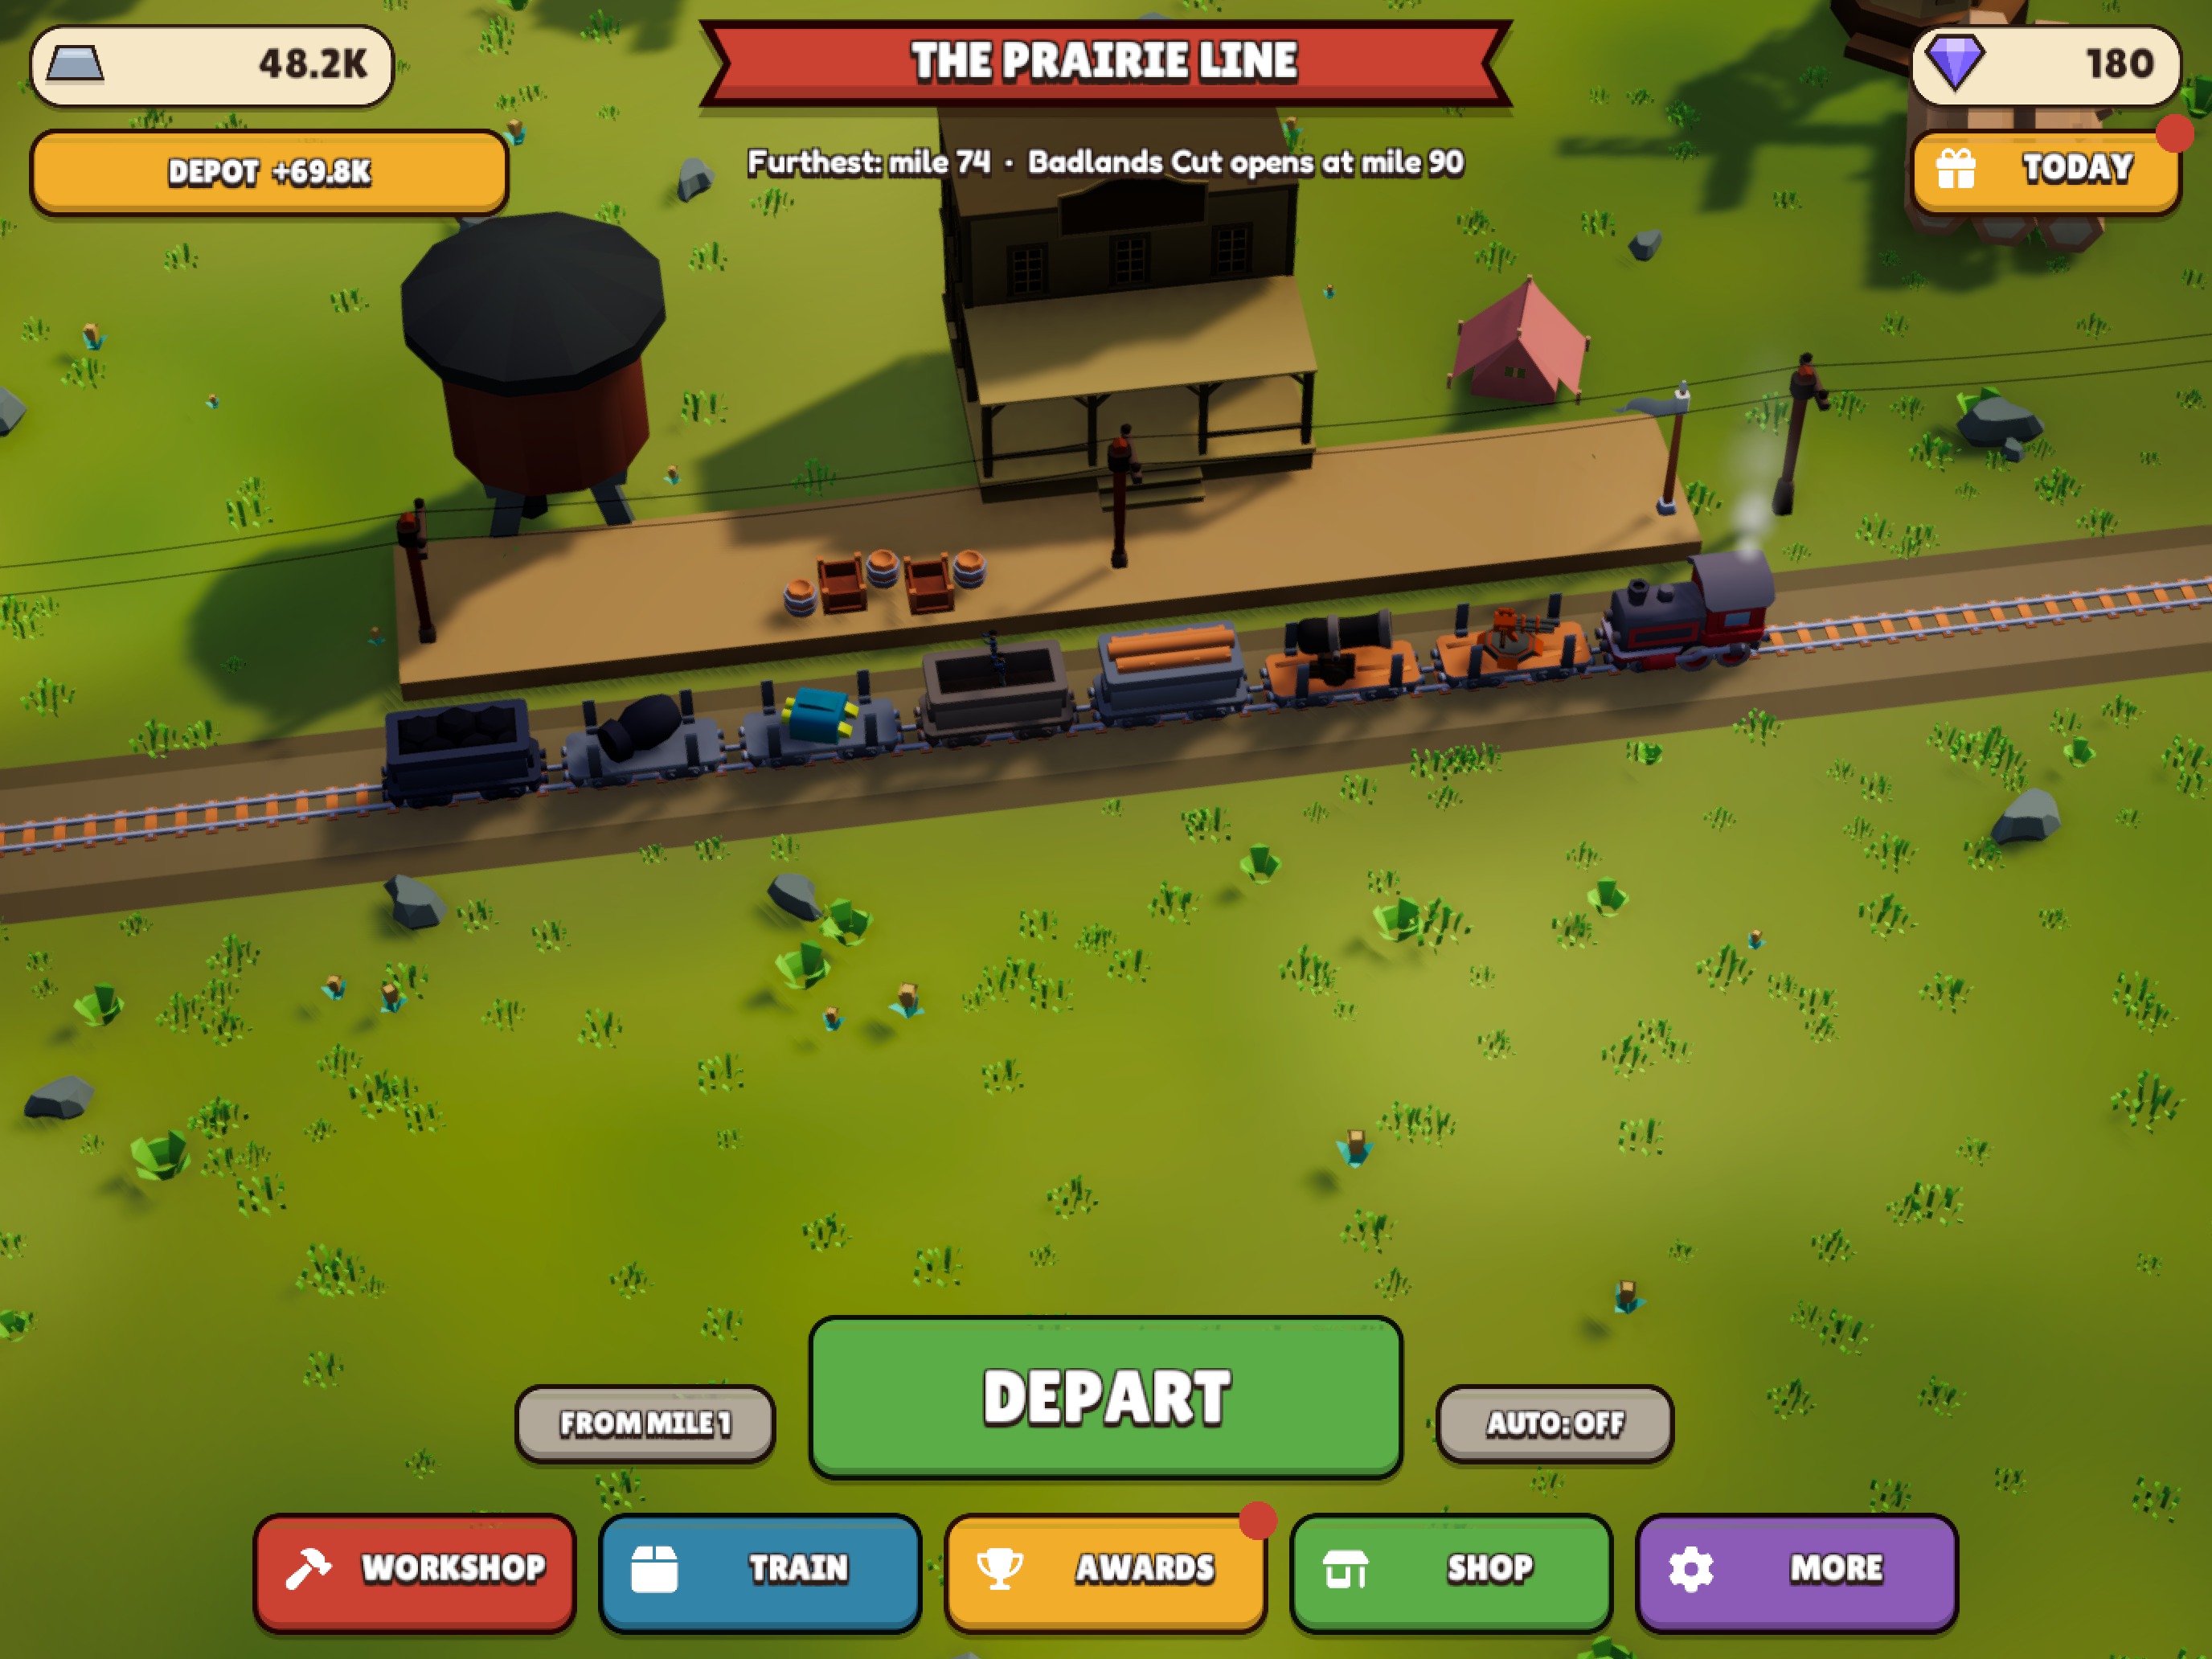 48.2K
THE PRAIRIE LINE
180
DEPOT +69.8K
Furthest: mile 74 · Badlands Cut opens at mile 90
TODAY
FROM MILE 1
DEPART
AUTO: OFF
WORKSHOP
TRAIN
AWARDS
SHOP
MORE